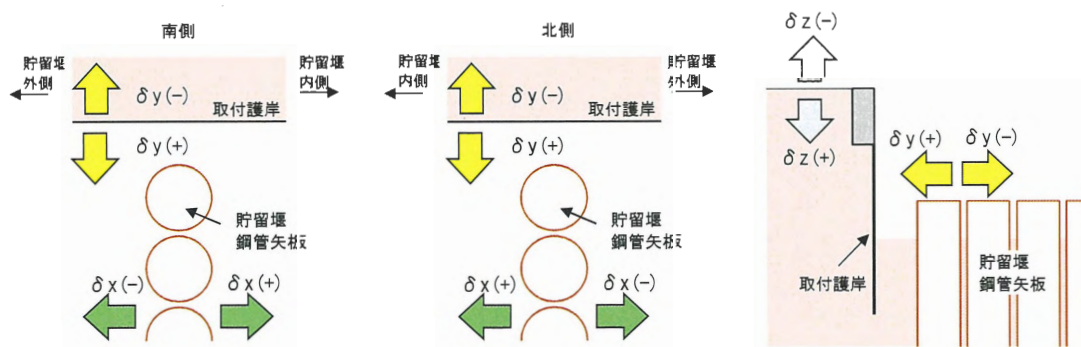 南側
貯留堰
外側
貯留堰
内側
δy(-)
取付護岸
δy(+)
貯留堰
鋼管矢板
δx(-)
δx(+)
北側
貯留堰
内側
貯留堰
外側
δy(-)
取付護岸
δy(+)
貯留堰
鋼管矢板
δx(+)
δx(-)
δz(-)
δz(+)
δy(+)
δy(-)
取付護岸
貯留堰
鋼管矢板